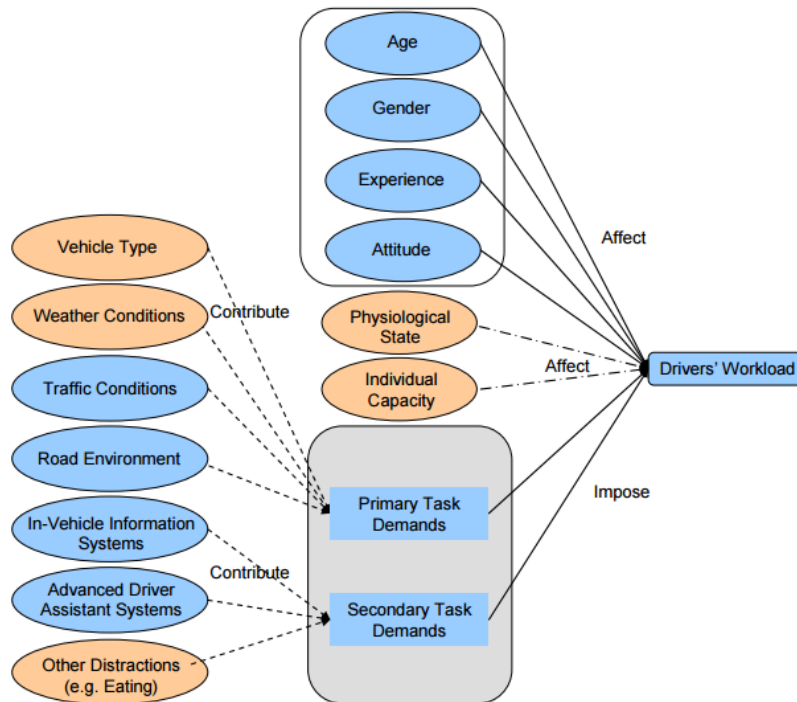 Age
Gender
Experience
Attitude
Affect
Vehicle Type
Weather Conditions
Contribute
Physiological
State
Traffic Conditions
Individual
Capacity
Affect
Drivers' Workload
Road Environment
In-Vehicle Information
Systems
Primary Task
Demands
Impose
Contribute
Advanced Driver
Assistant Systems
Secondary Task
Demands
Other Distractions
(e.g. Eating)